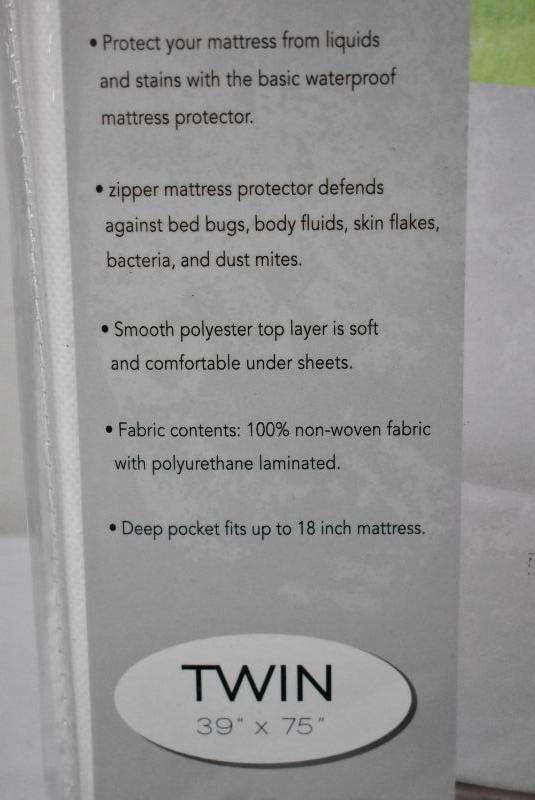 • Protect your mattress from liquids
and stains with the basic waterproof
mattress protector.
• zipper mattress protector defends
against bed bugs, body fluids, skin flakes,
bacteria, and dust mites.
• Smooth polyester top layer is soft
and comfortable under sheets.
• Fabric contents: 100% non-woven fabric
with polyurethane laminated.
• Deep pocket fits up to 18 inch mattress.
TWIN
39" x 75"